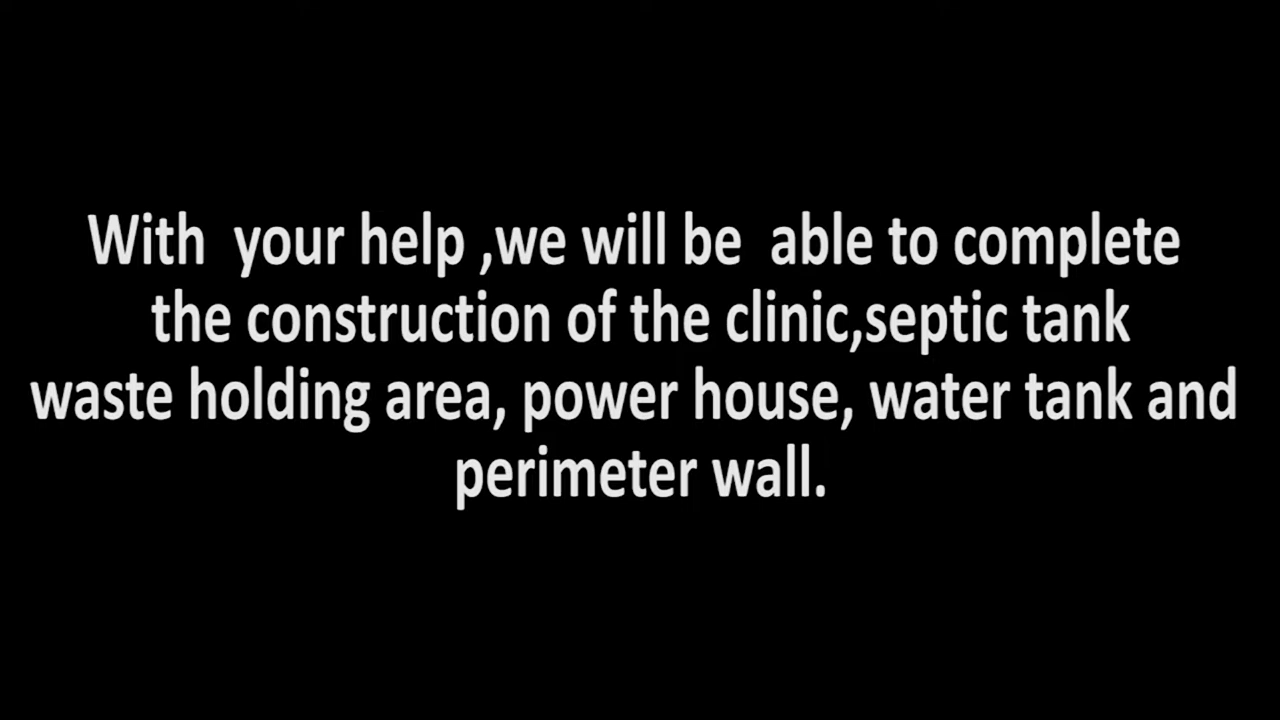 With  your help ,we will be  able to complete
the construction of the clinic,septic tank
waste holding area, power house, water tank and
perimeter wall.